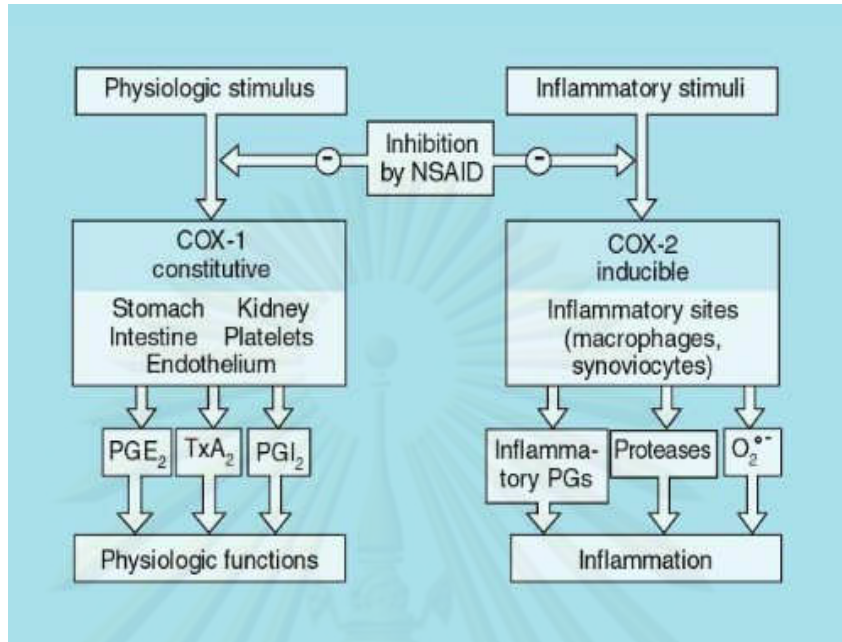 Physiologic stimulus
Inflammatory stimuli
Inhibition
by NSAID
-
-
COX-1
constitutive
Stomach Kidney
Intestine Platelets
Endothelium
COX-2
inducible
Inflammatory sites
(macrophages,
synoviocytes)
PGE₂
TxA₂
PGI₂
Inflamma-
tory PGs
Proteases
O₂°⁻
Physiologic functions
Inflammation